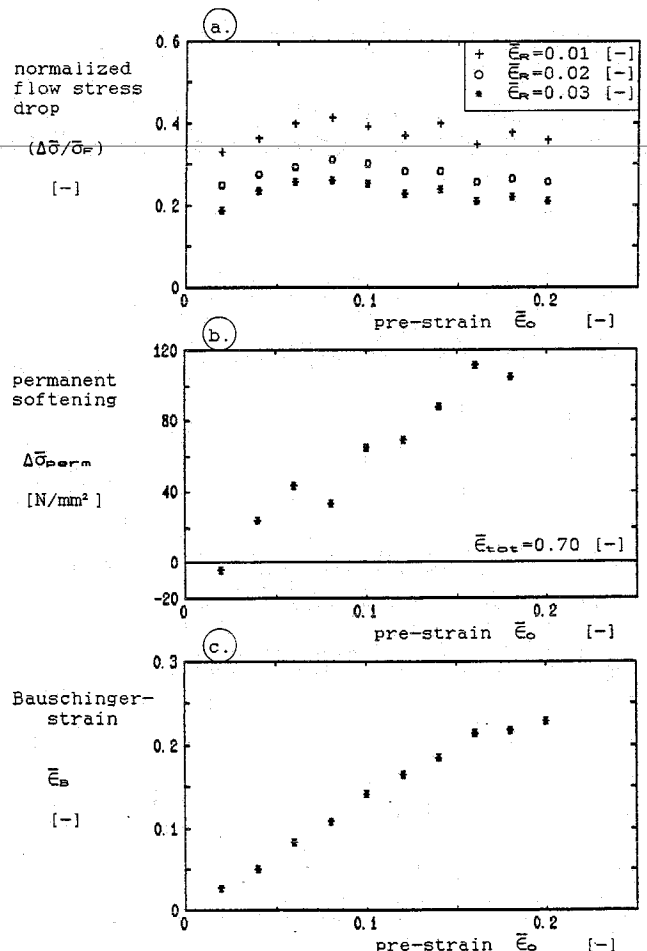 a.
0.6
normalized
flow stress
drop
(Δσ̄/σ̄F)
[-]
+ ε̄R=0.01 [-]
o ε̄R=0.02 [-]
* ε̄R=0.03 [-]
0.4
0.2
0
0 0.1 0.2
pre-strain ε̄o [-]
b.
120
permanent
softening
Δσ̄perm
[N/mm²]
80
40
0
-20
ε̄tot=0.70 [-]
0 0.1 0.2
pre-strain ε̄o [-]
c.
0.3
Bauschinger-
strain
ε̄B
[-]
0.2
0.1
0
0 0.1 0.2
pre-strain ε̄o [-]